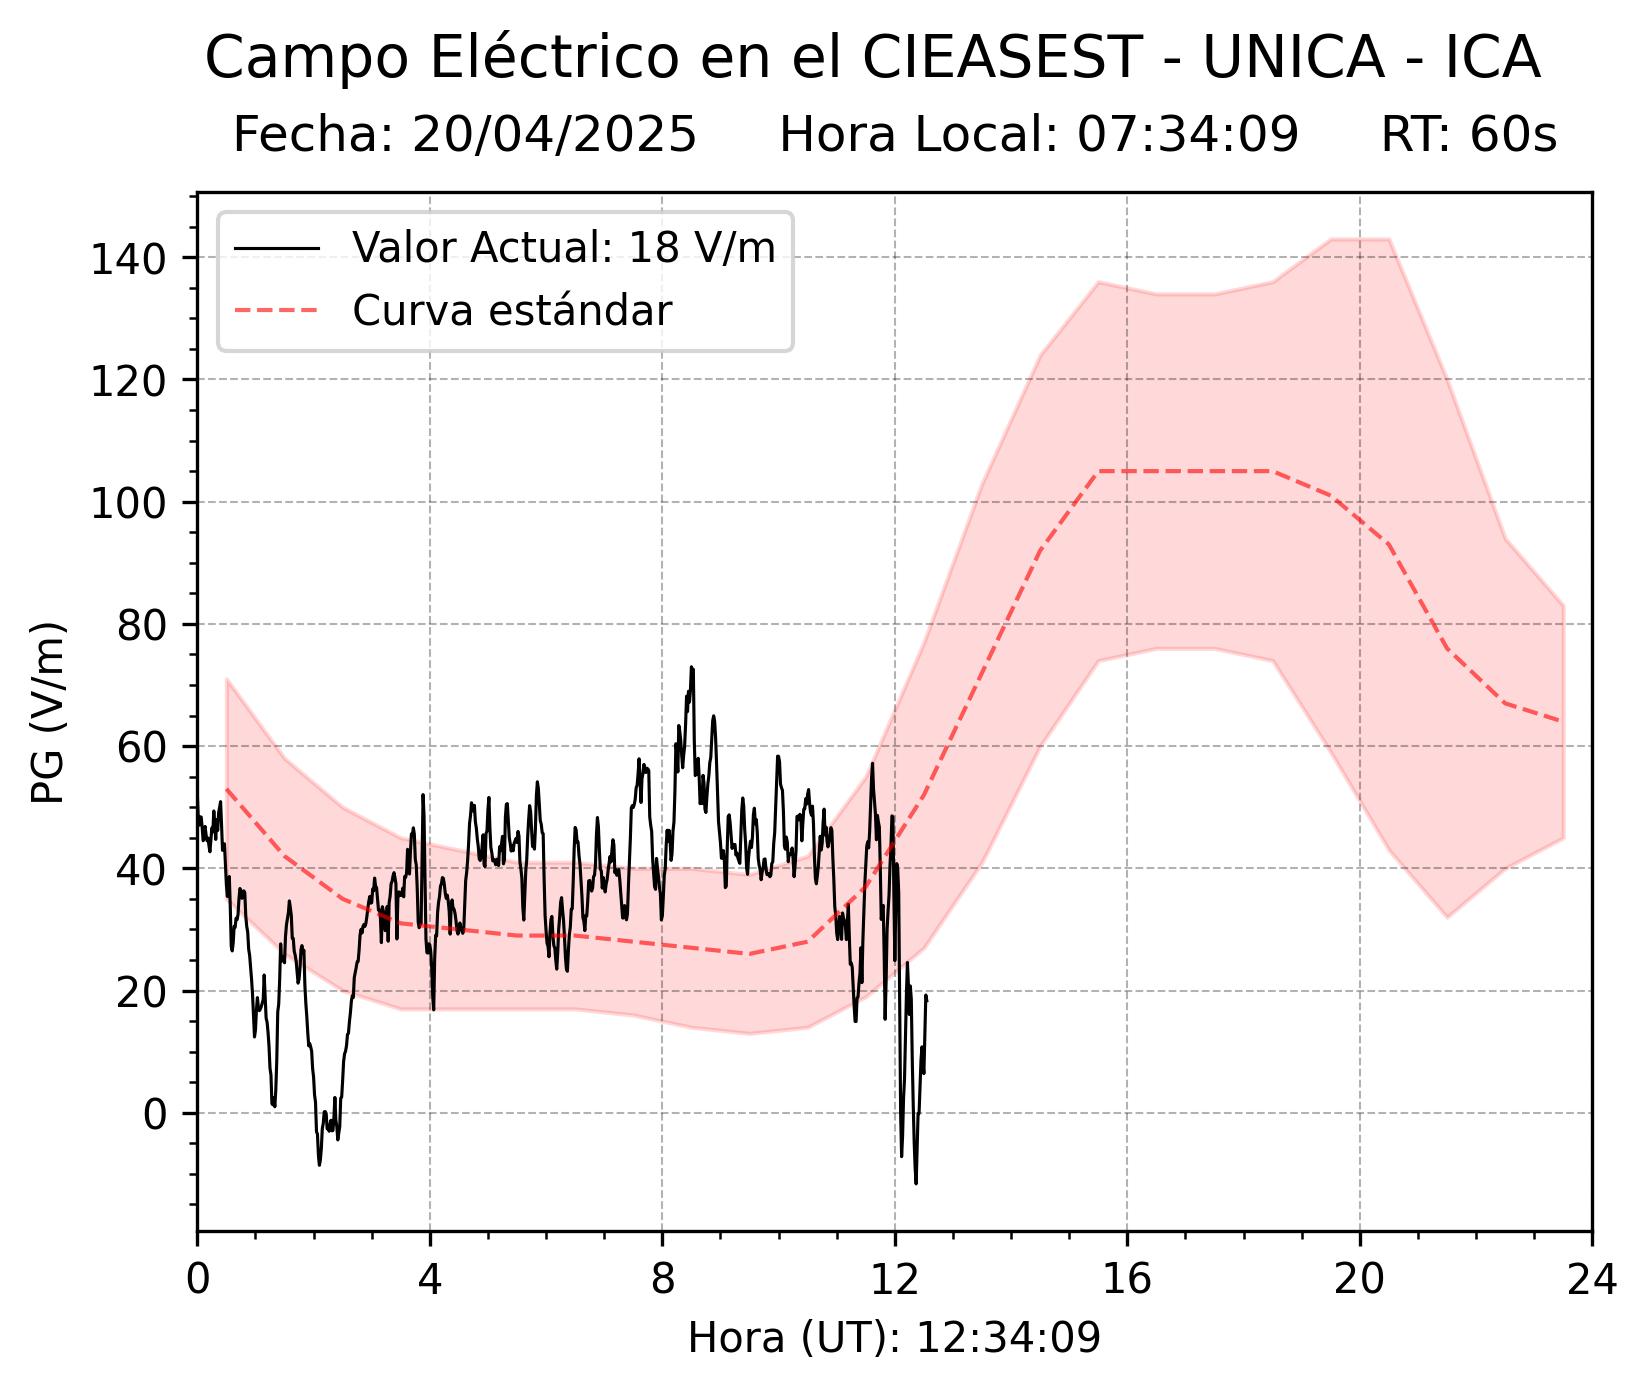 Campo Eléctrico en el CIEASEST - UNICA - ICA
Fecha: 20/04/2025 Hora Local: 07:34:09 RT: 60s
Valor Actual: 18 V/m
Curva estándar
PG (V/m)
140
120
100
80
60
40
20
0
0 4 8 12 16 20 24
Hora (UT): 12:34:09